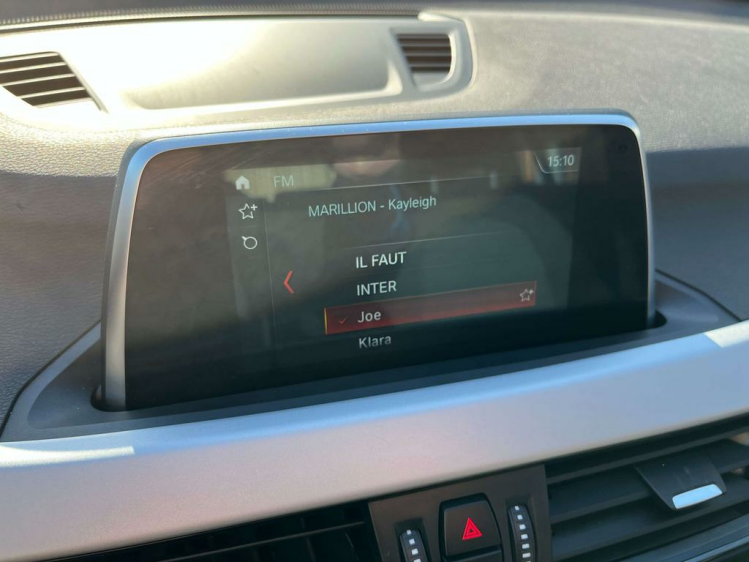 FM
15:10
MARILLION - Kayleigh
IL FAUT
INTER
Joe
Klara